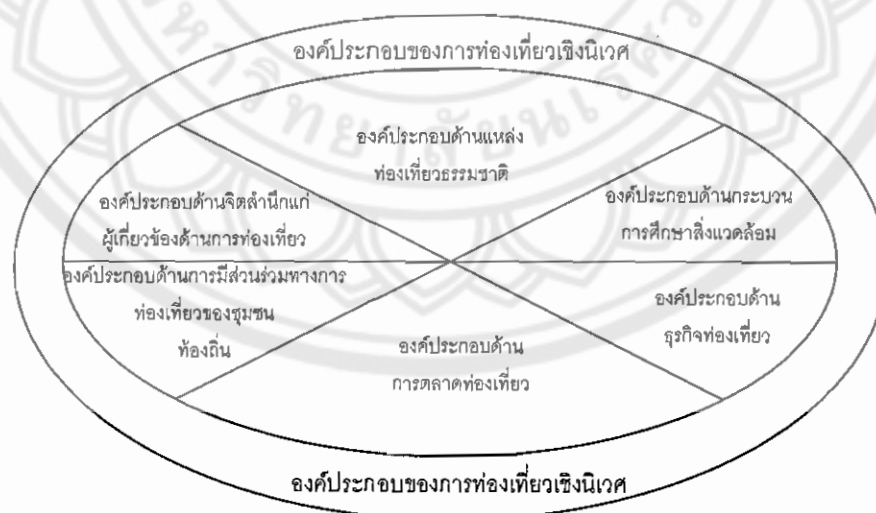 องค์ประกอบของการท่องเที่ยวเชิงนิเวศ
องค์ประกอบด้านแหล่ง
ท่องเที่ยวธรรมชาติ
องค์ประกอบด้านจิตสำนึกแก่
ผู้เกี่ยวข้องด้านการท่องเที่ยว
องค์ประกอบด้านกระบวน
การศึกษาสิ่งแวดล้อม
องค์ประกอบด้านการมีส่วนร่วมทางการ
ท่องเที่ยวของชุมชน
ท้องถิ่น
องค์ประกอบด้าน
ธุรกิจท่องเที่ยว
องค์ประกอบด้าน
การตลาดท่องเที่ยว
องค์ประกอบของการท่องเที่ยวเชิงนิเวศ